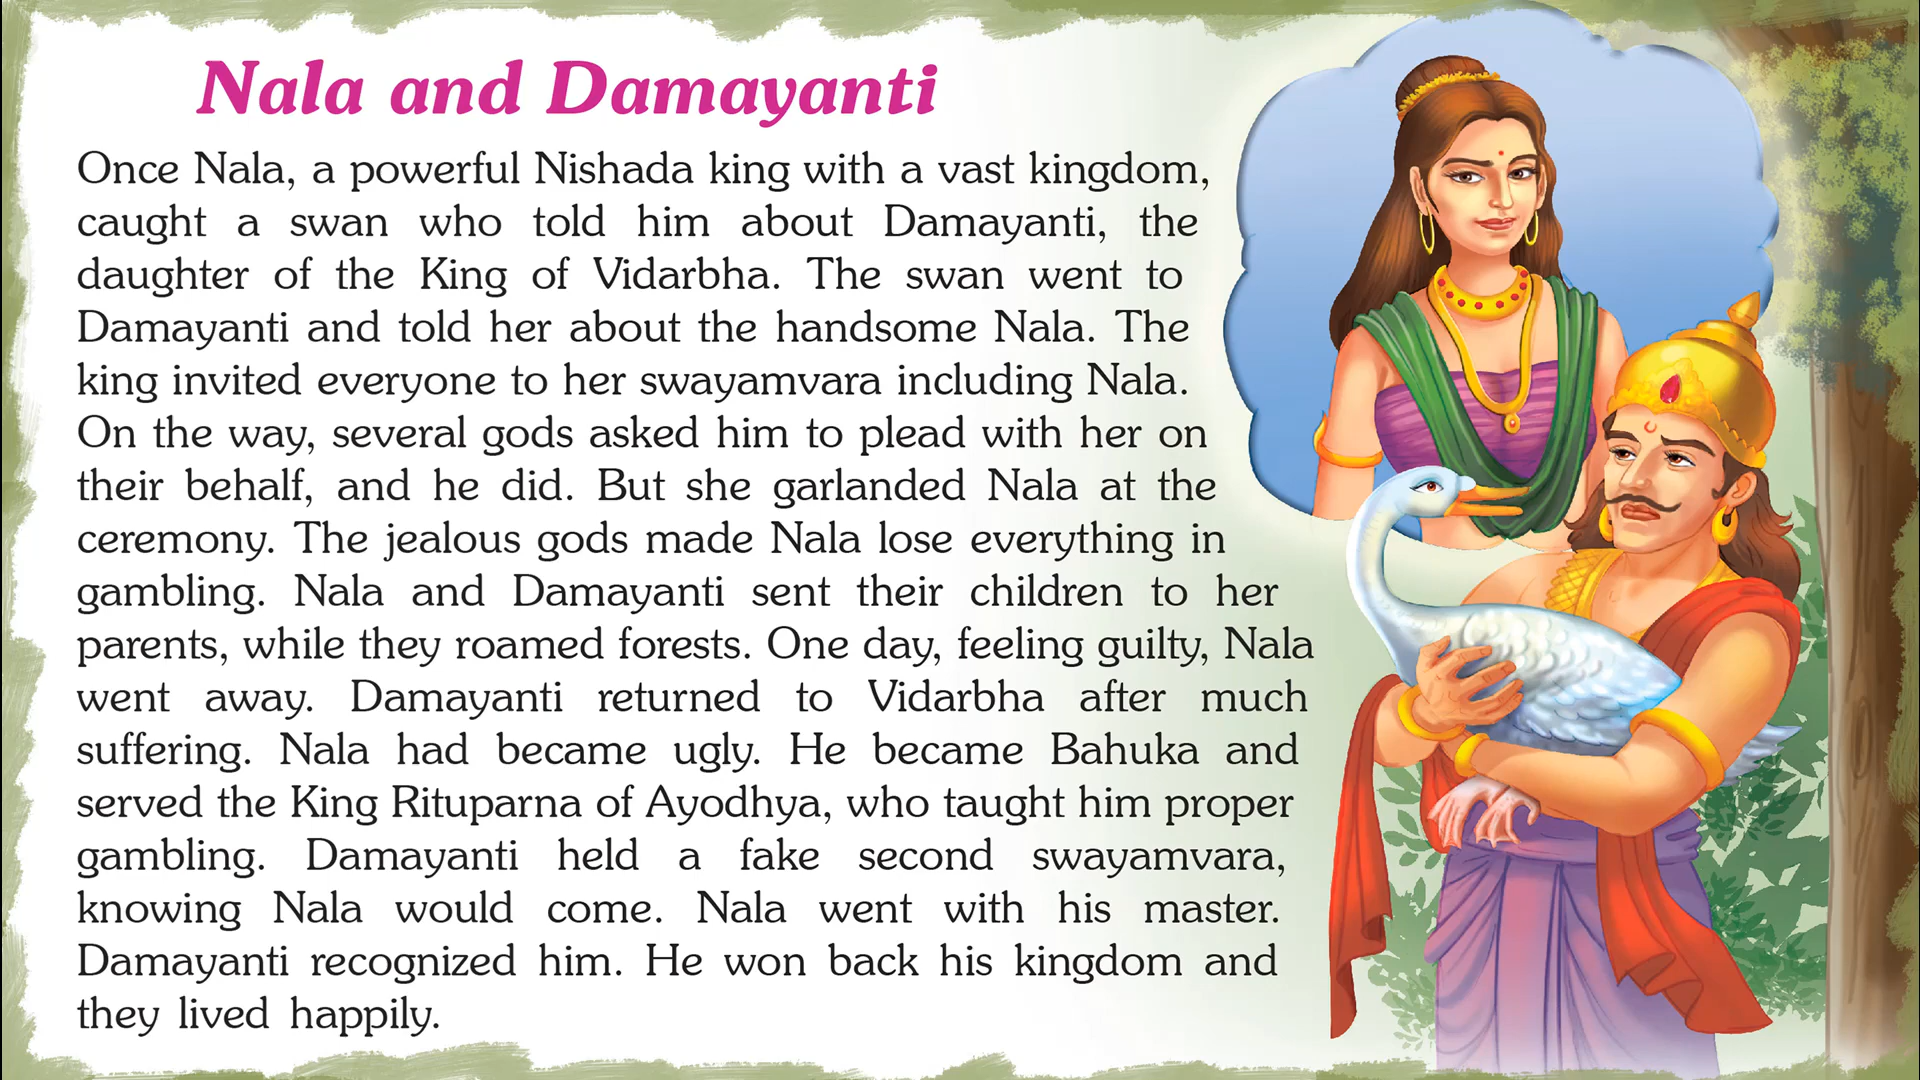 Nala and Damayanti
Once Nala, a powerful Nishada king with a vast kingdom,
caught a swan who told him about Damayanti, the
daughter of the King of Vidarbha. The swan went to
Damayanti and told her about the handsome Nala. The
king invited everyone to her swayamvara including Nala.
On the way, several gods asked him to plead with her on
their behalf, and he did. But she garlanded Nala at the
ceremony. The jealous gods made Nala lose everything in
gambling. Nala and Damayanti sent their children to her
parents, while they roamed forests. One day, feeling guilty, Nala
went away. Damayanti returned to Vidarbha after much
suffering. Nala had became ugly. He became Bahuka and
served the King Rituparna of Ayodhya, who taught him proper
gambling. Damayanti held a fake second swayamvara,
knowing Nala would come. Nala went with his master.
Damayanti recognized him. He won back his kingdom and
they lived happily.